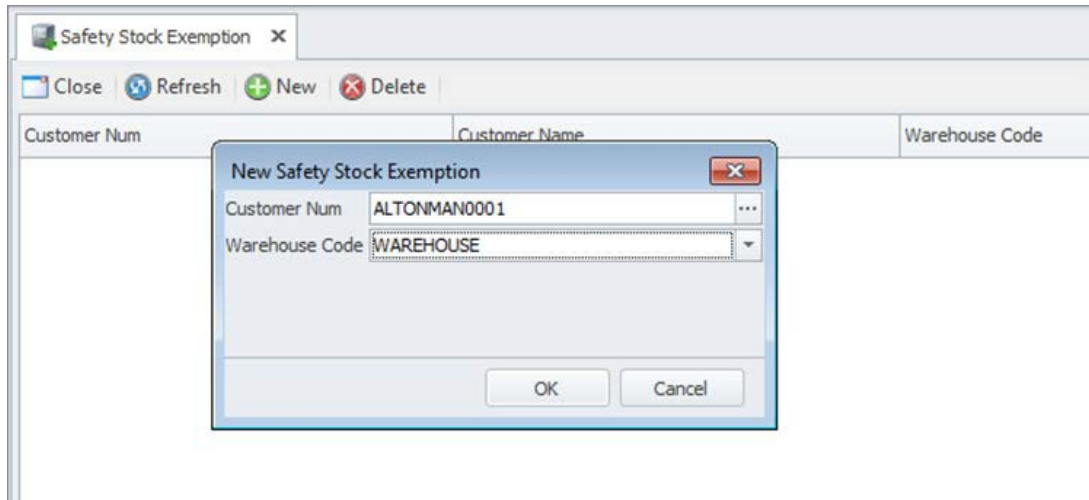 Safety Stock Exemption
Close Refresh New Delete
Customer Num Customer Name Warehouse Code
New Safety Stock Exemption
Customer Num ALTONMAN0001 ...
Warehouse Code WAREHOUSE
OK Cancel